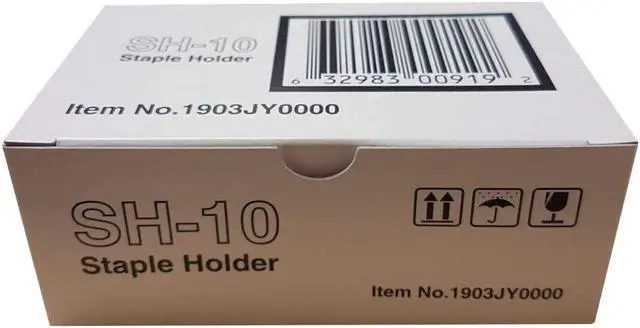 SH-10
Staple Holder
6 32983 00919 2
Item No.1903JY0000
SH-10
Staple Holder
Item No.1903JY0000